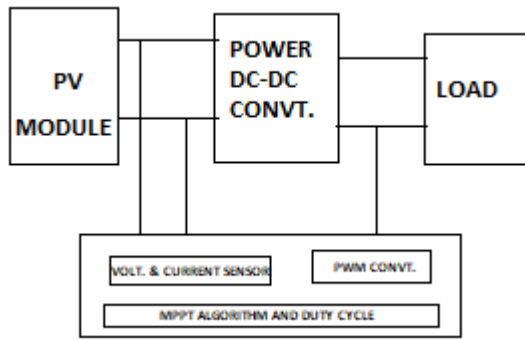 PV
MODULE
POWER
DC-DC
CONVT.
LOAD
VOLT. & CURRENT SENSOR
PWM CONVT.
MPPT ALGORITHM AND DUTY CYCLE